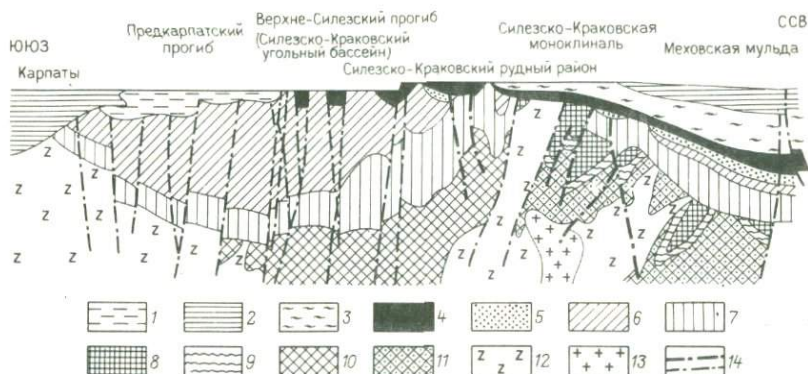 ЮЮЗ
ССВ
Карпаты
Предкарпатский
прогиб
Верхне-Силезский прогиб
(Силезско-Краковский
угольный бассейн)
Силезско-Краковский рудный район
Силезско-Краковская
моноклиналь
Меховская мульда
z z z z z z z z z z z z z z z z z z z z z z z z z
1 2 3 4 5 6 7
8 9 10 11 12 13 14